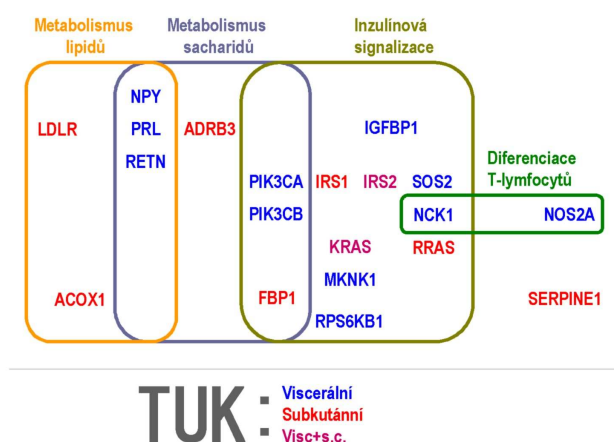 Metabolismus
lipidů
Metabolismus
sacharidů
Inzulínová
signalizace
NPY
LDLR
PRL
ADRB3
IGFBP1
RETN
Diferenciace
T-lymfocytů
PIK3CA
IRS1
IRS2
SOS2
PIK3CB
NCK1
NOS2A
KRAS
RRAS
MKNK1
ACOX1
FBP1
SERPINE1
RPS6KB1
TUK :
Viscerální
Subkutánní
Visc+s.c.